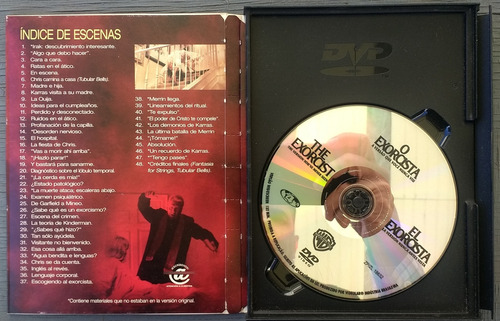 ÍNDICE DE ESCENAS
1. "Irak: descubrimiento interesante.
2. "Algo que debo hacer".
3. Cara a cara.
4. Ratas en el ático.
5. En escena.
6. Chris camina a casa (Tubular Bells).
7. Madre e hija.
8. Karras visita a su madre.
9. La Ouija.
10. Ideas para el cumpleaños.
11. Perdido y desconectado.
12. Ruidos en el ático.
13. Profanación de la capilla.
14. "Desorden nervioso.
15. El hospital.
16. La fiesta de Chris.
17. "Vas a morir ahí arriba".
18. "¡Hazlo parar!"
19. Y bastará para sanarme.
20. Diagnóstico sobre el lóbulo temporal.
21. "¡La cerda es mía!
22. ¿Estado patológico?
23. "La muerte ataca, escaleras abajo.
24. Examen psiquiátrico.
25. De Garfield a Mineo.
26. "¿Sabe qué es un exorcismo?
27. Escena del crimen.
28. La teoría de Kinderman.
29. "¿Sabes qué hizo?"
30. Tan sólo ayúdela.
31. Visitante no bienvenido.
32. Esa cosa allá arriba.
33. "Agua bendita e lenguas?
34. Chris se da cuenta.
35. Inglés al revés.
36. Lenguaje corporal.
37. Escogiendo al exorcista.
38. "Merrin llega.
39. "Lineamientos del ritual.
40. "Te expulso".
41. "El poder de Cristo te compele"
42. "Los demonios de Karras.
43. La última batalla de Merrin
44. "¡Tómame!"
45. Absolución.
46. "Un recuerdo de Karras.
47. *"Tengo pases"
48. *Créditos finales (Fantasia
for Strings, Tubular Bells).
*Contiene materiales que no estaban en la versión original.
DVD
O
EXORCISTA
THE
EXORCIST
EL
EXORCISTA
WB
DVD
VIDEO